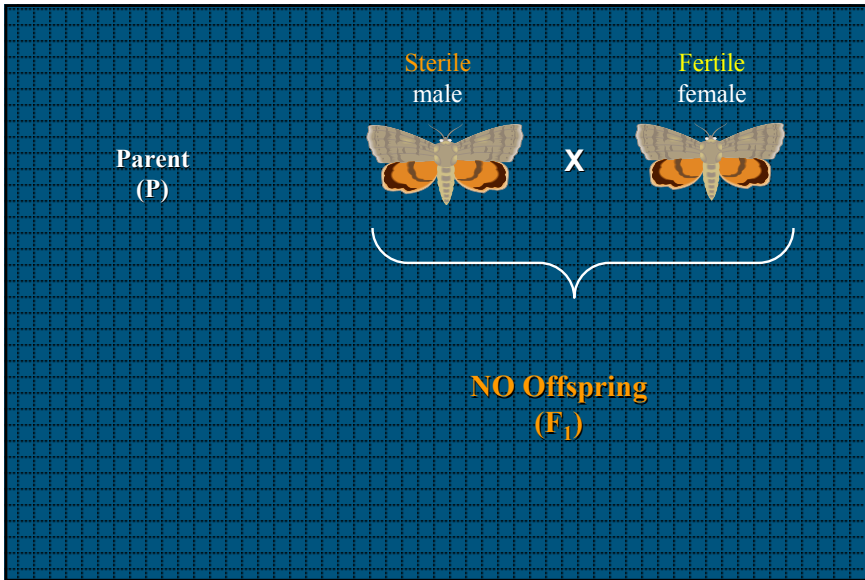 Sterile
male
Fertile
female
Parent
(P)
X
NO Offspring
(F₁)